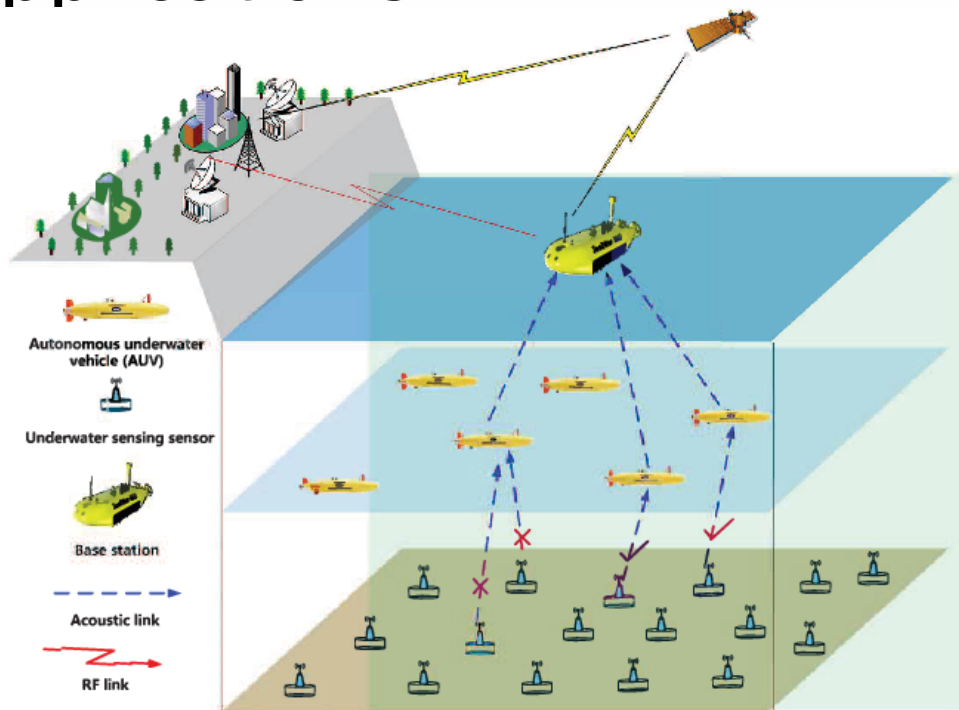 Autonomous underwater
vehicle (AUV)
Underwater sensing sensor
Base station
Acoustic link
RF link